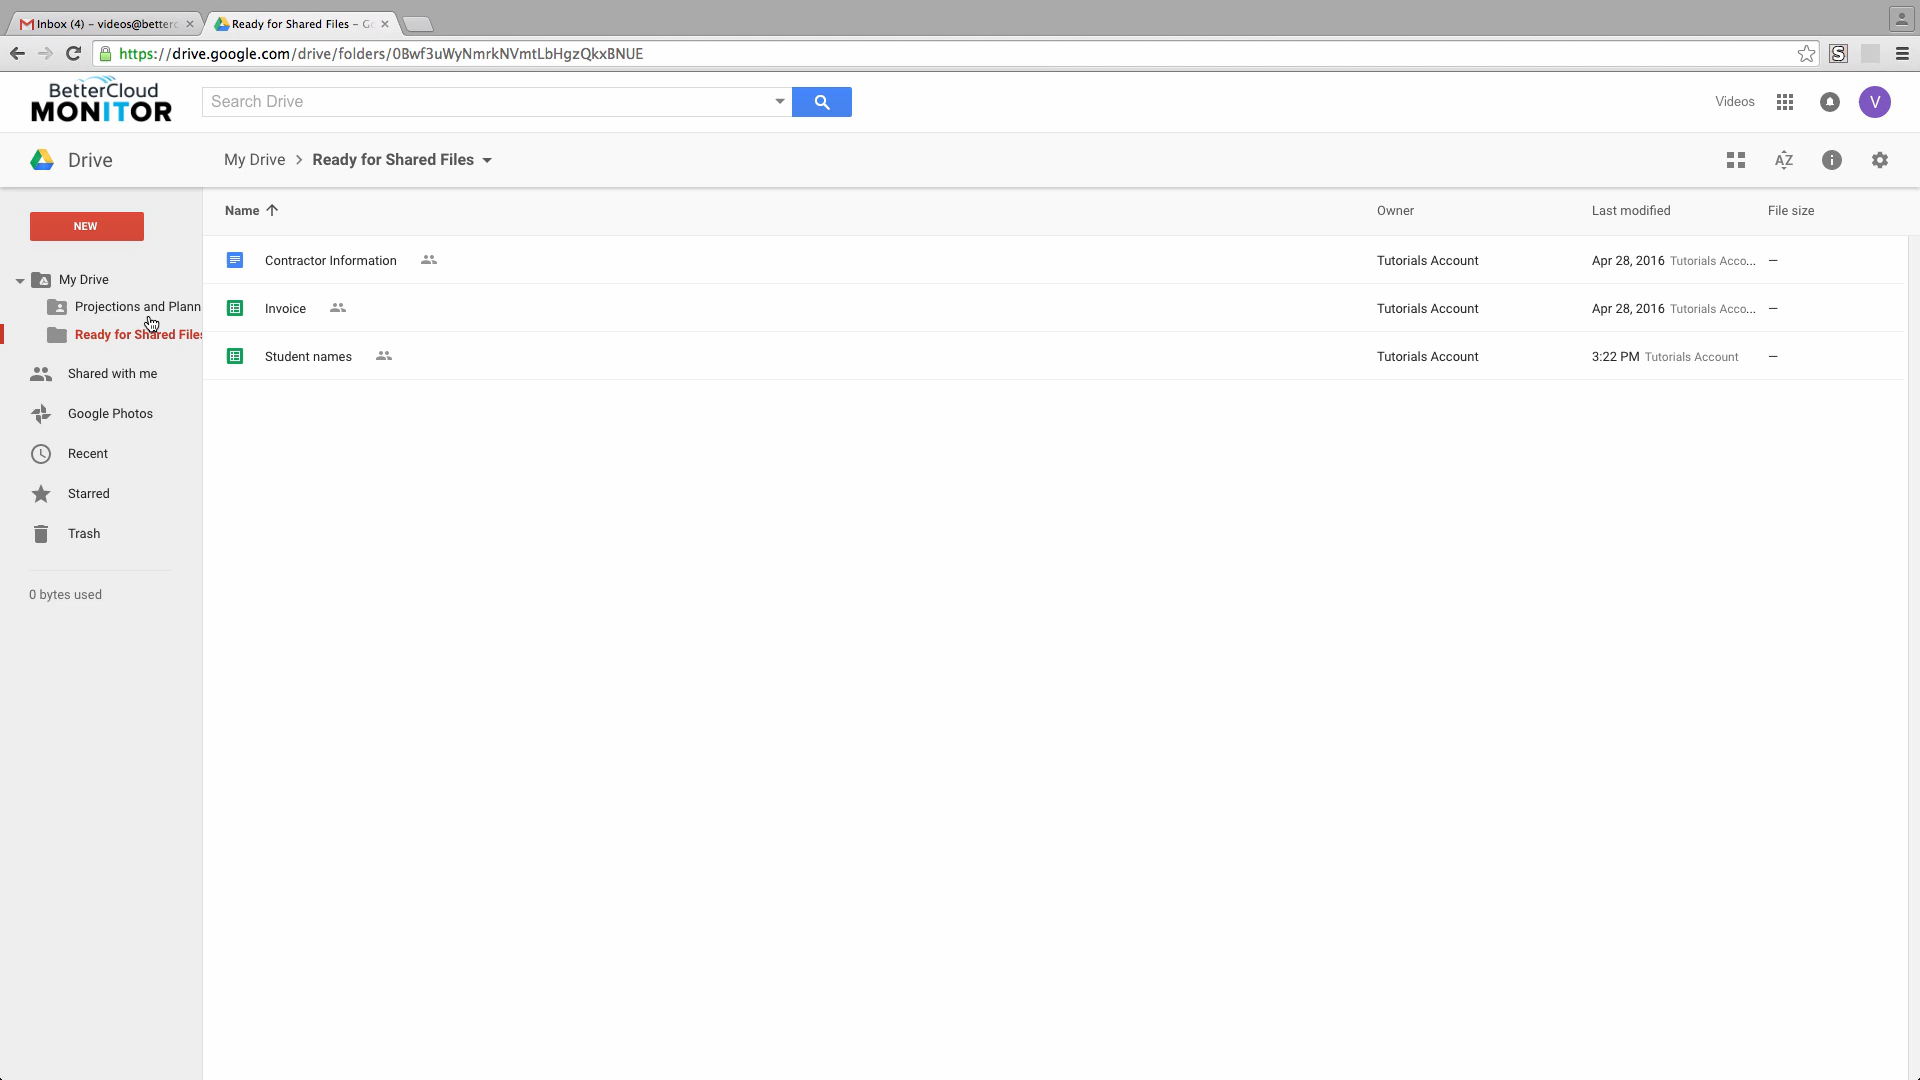 Inbox (4) – videos@betterc
Ready for Shared Files – Go
https://drive.google.com/drive/folders/0Bwf3uWyNmrkNVmtLbHgzQkxBNUE
BetterCloud
MONITOR
Search Drive
Videos
V
Drive
My Drive > Ready for Shared Files
AZ
NEW
Name
Owner
Last modified
File size
Contractor Information
Tutorials Account
Apr 28, 2016 Tutorials Acco... –
Invoice
Tutorials Account
Apr 28, 2016 Tutorials Acco... –
Student names
Tutorials Account
3:22 PM Tutorials Account –
My Drive
Projections and Plann
Ready for Shared Files
Shared with me
Google Photos
Recent
Starred
Trash
0 bytes used